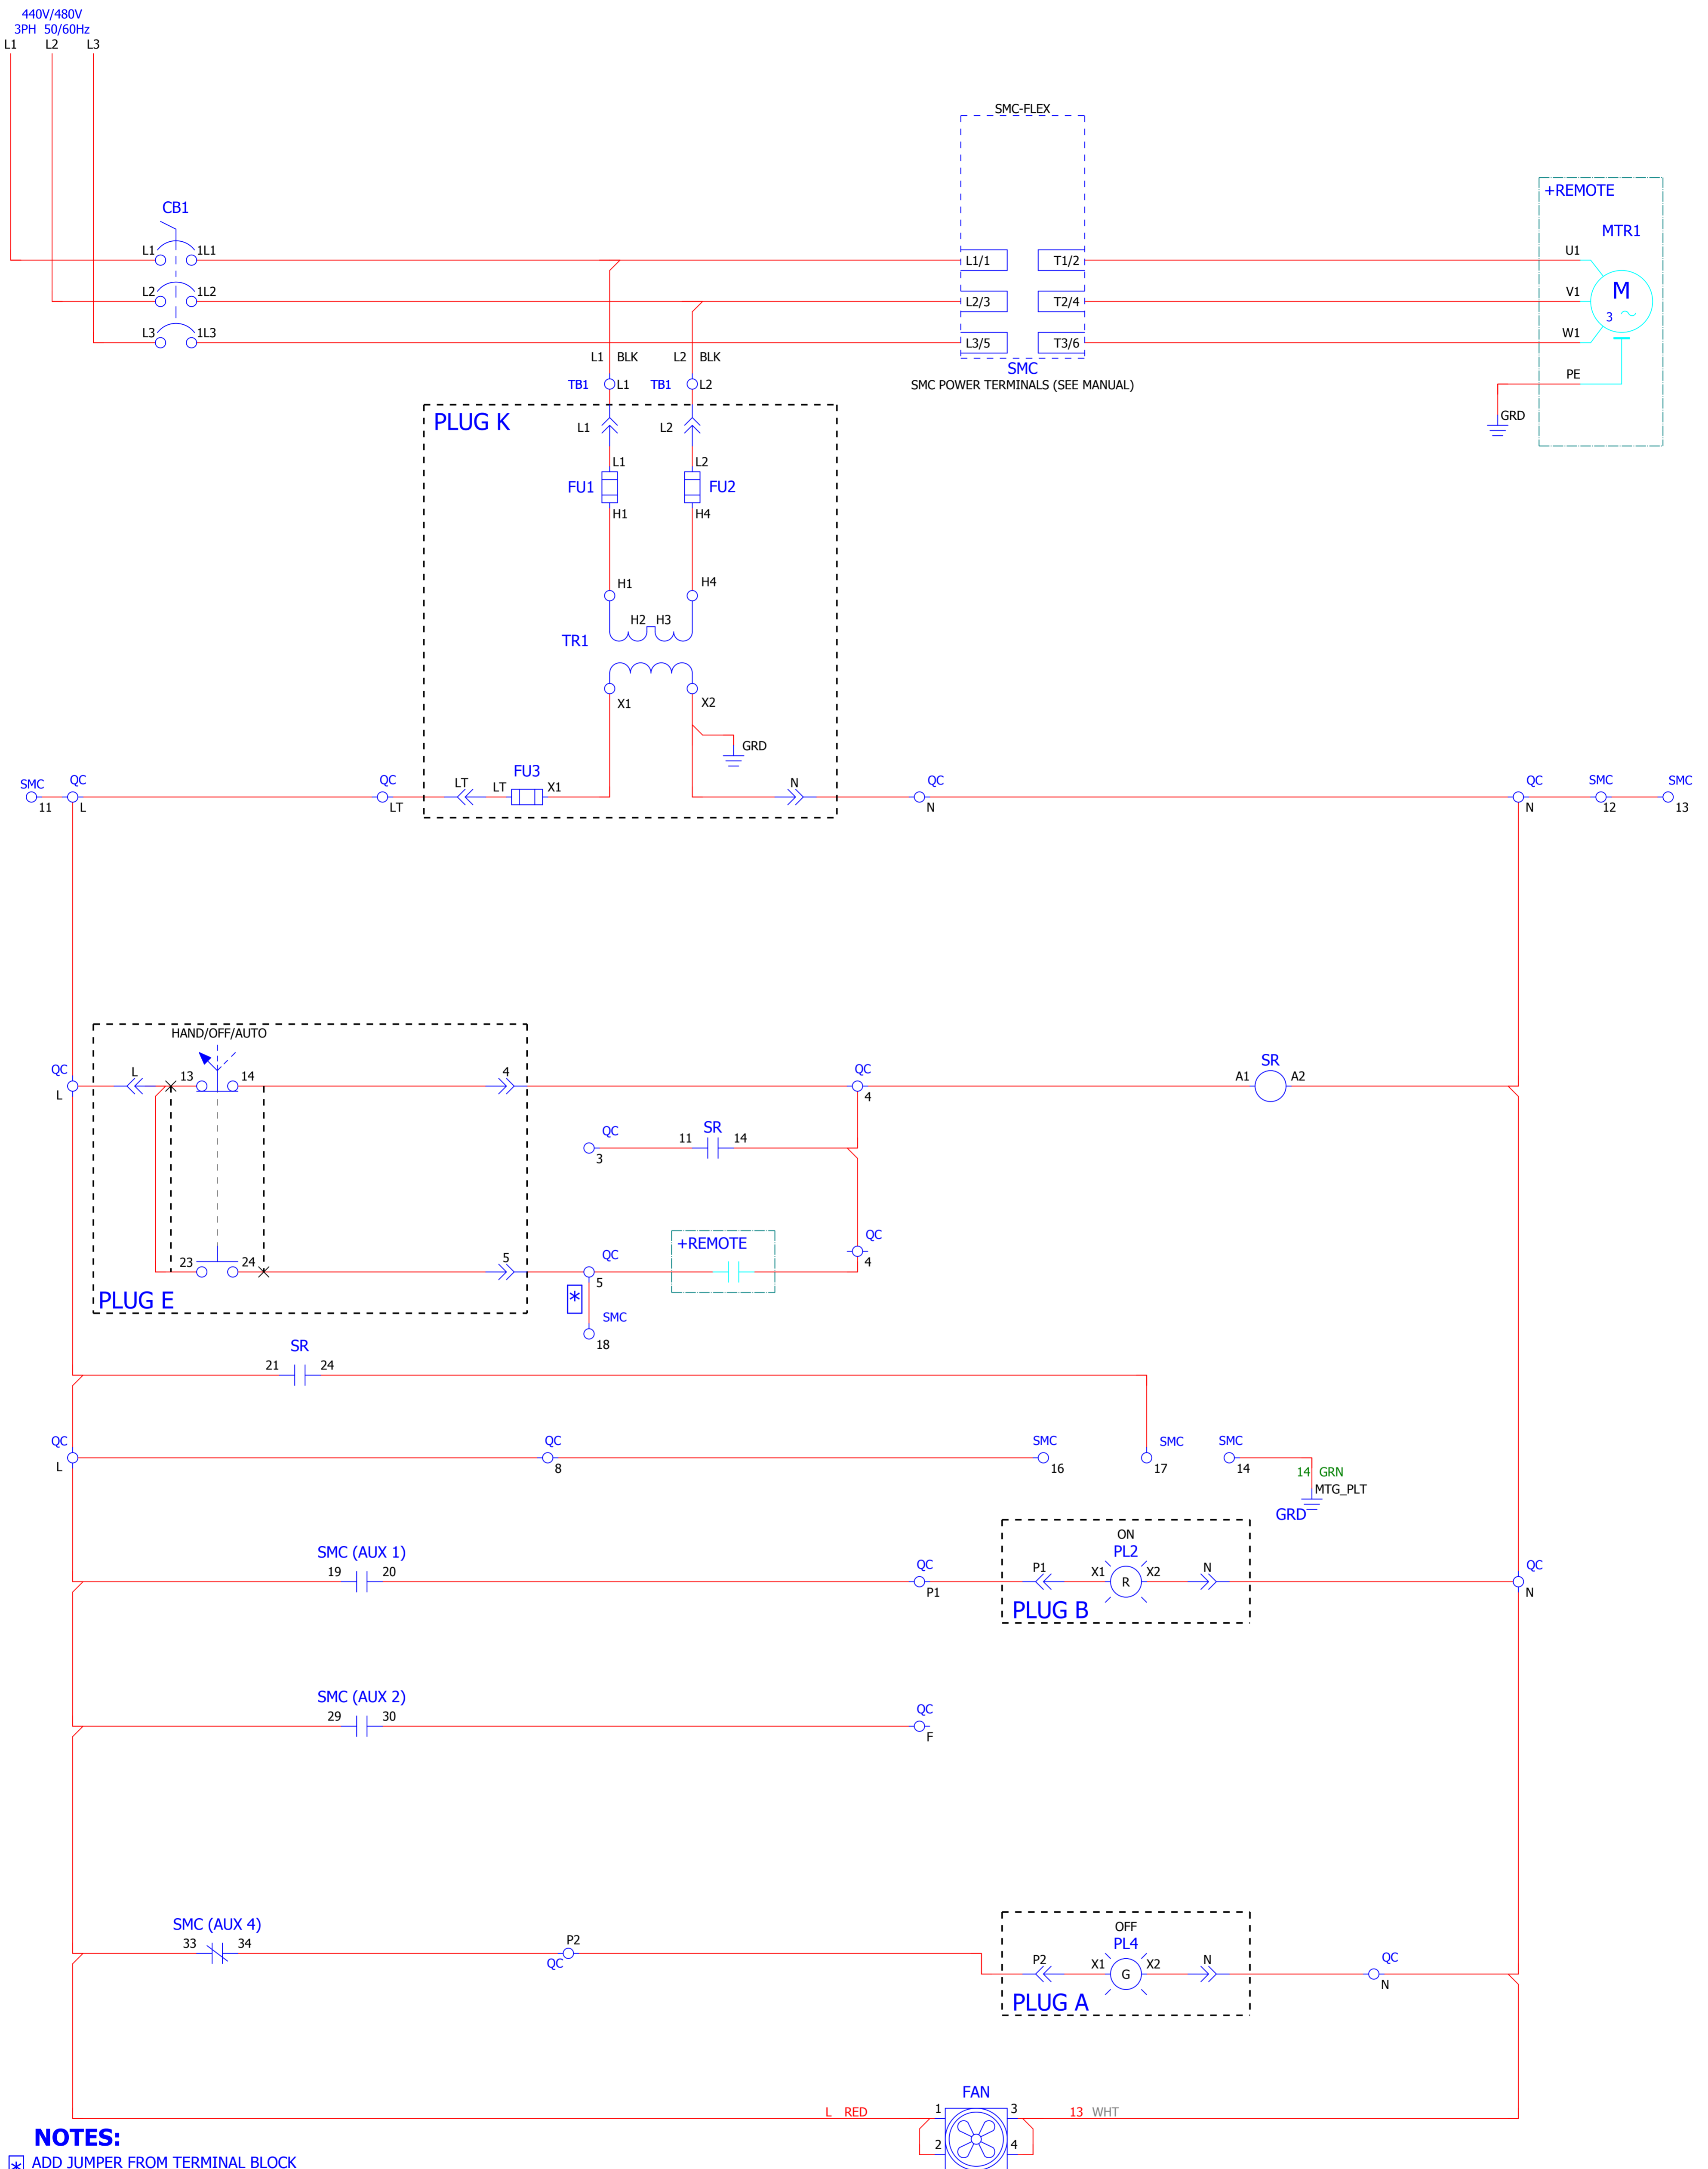 440V/480V
3PH 50/60Hz
L1 L2 L3
SMC-FLEX
+REMOTE
CB1
MTR1
L1 1L1
L1/1 T1/2
U1
L2 1L2
L2/3 T2/4
V1
M
3
L3 1L3
L3/5 T3/6
W1
L1 BLK L2 BLK
SMC
PE
TB1 L1 TB1 L2
SMC POWER TERMINALS (SEE MANUAL)
GRD
PLUG K
L1 L2
L1 L2
FU1 FU2
H1 H4
H1 H4
H2 H3
TR1
X1 X2
GRD
SMC QC QC LT LT FU3 X1 N QC QC SMC SMC
11 L LT N N 12 13
HAND/OFF/AUTO
QC L 13 14 4 QC A1 SR A2
L 4
QC 11 SR 14
3
+REMOTE
QC
23 24 5 QC 4
5
PLUG E
*
SMC
18
SR
21 24
QC QC SMC SMC SMC
L 8 16 17 14
14 GRN
MTG_PLT
GRD
ON
SMC (AUX 1) PL2
19 20 QC P1 X1 R X2 N QC
P1 N
PLUG B
SMC (AUX 2)
29 30 QC
F
SMC (AUX 4) OFF
33 34 P2 PL4
QC P2 X1 G X2 N QC
N
PLUG A
FAN
L RED 1 3 13 WHT
2 4
NOTES:
* ADD JUMPER FROM TERMINAL BLOCK